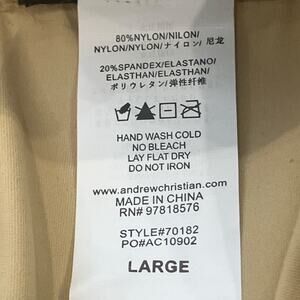 80%NYLON/NILON/
NYLON/NYLON/ナイロン/尼龙
20%SPANDEX/ELASTANO/
ELASTHAN/ELASTHAN/
ポリウレタン/弹性纤维
HAND WASH COLD
NO BLEACH
LAY FLAT DRY
DO NOT IRON
www.andrewchristian.com
MADE IN CHINA
RN# 97818576
STYLE#70182
PO#AC10902
LARGE